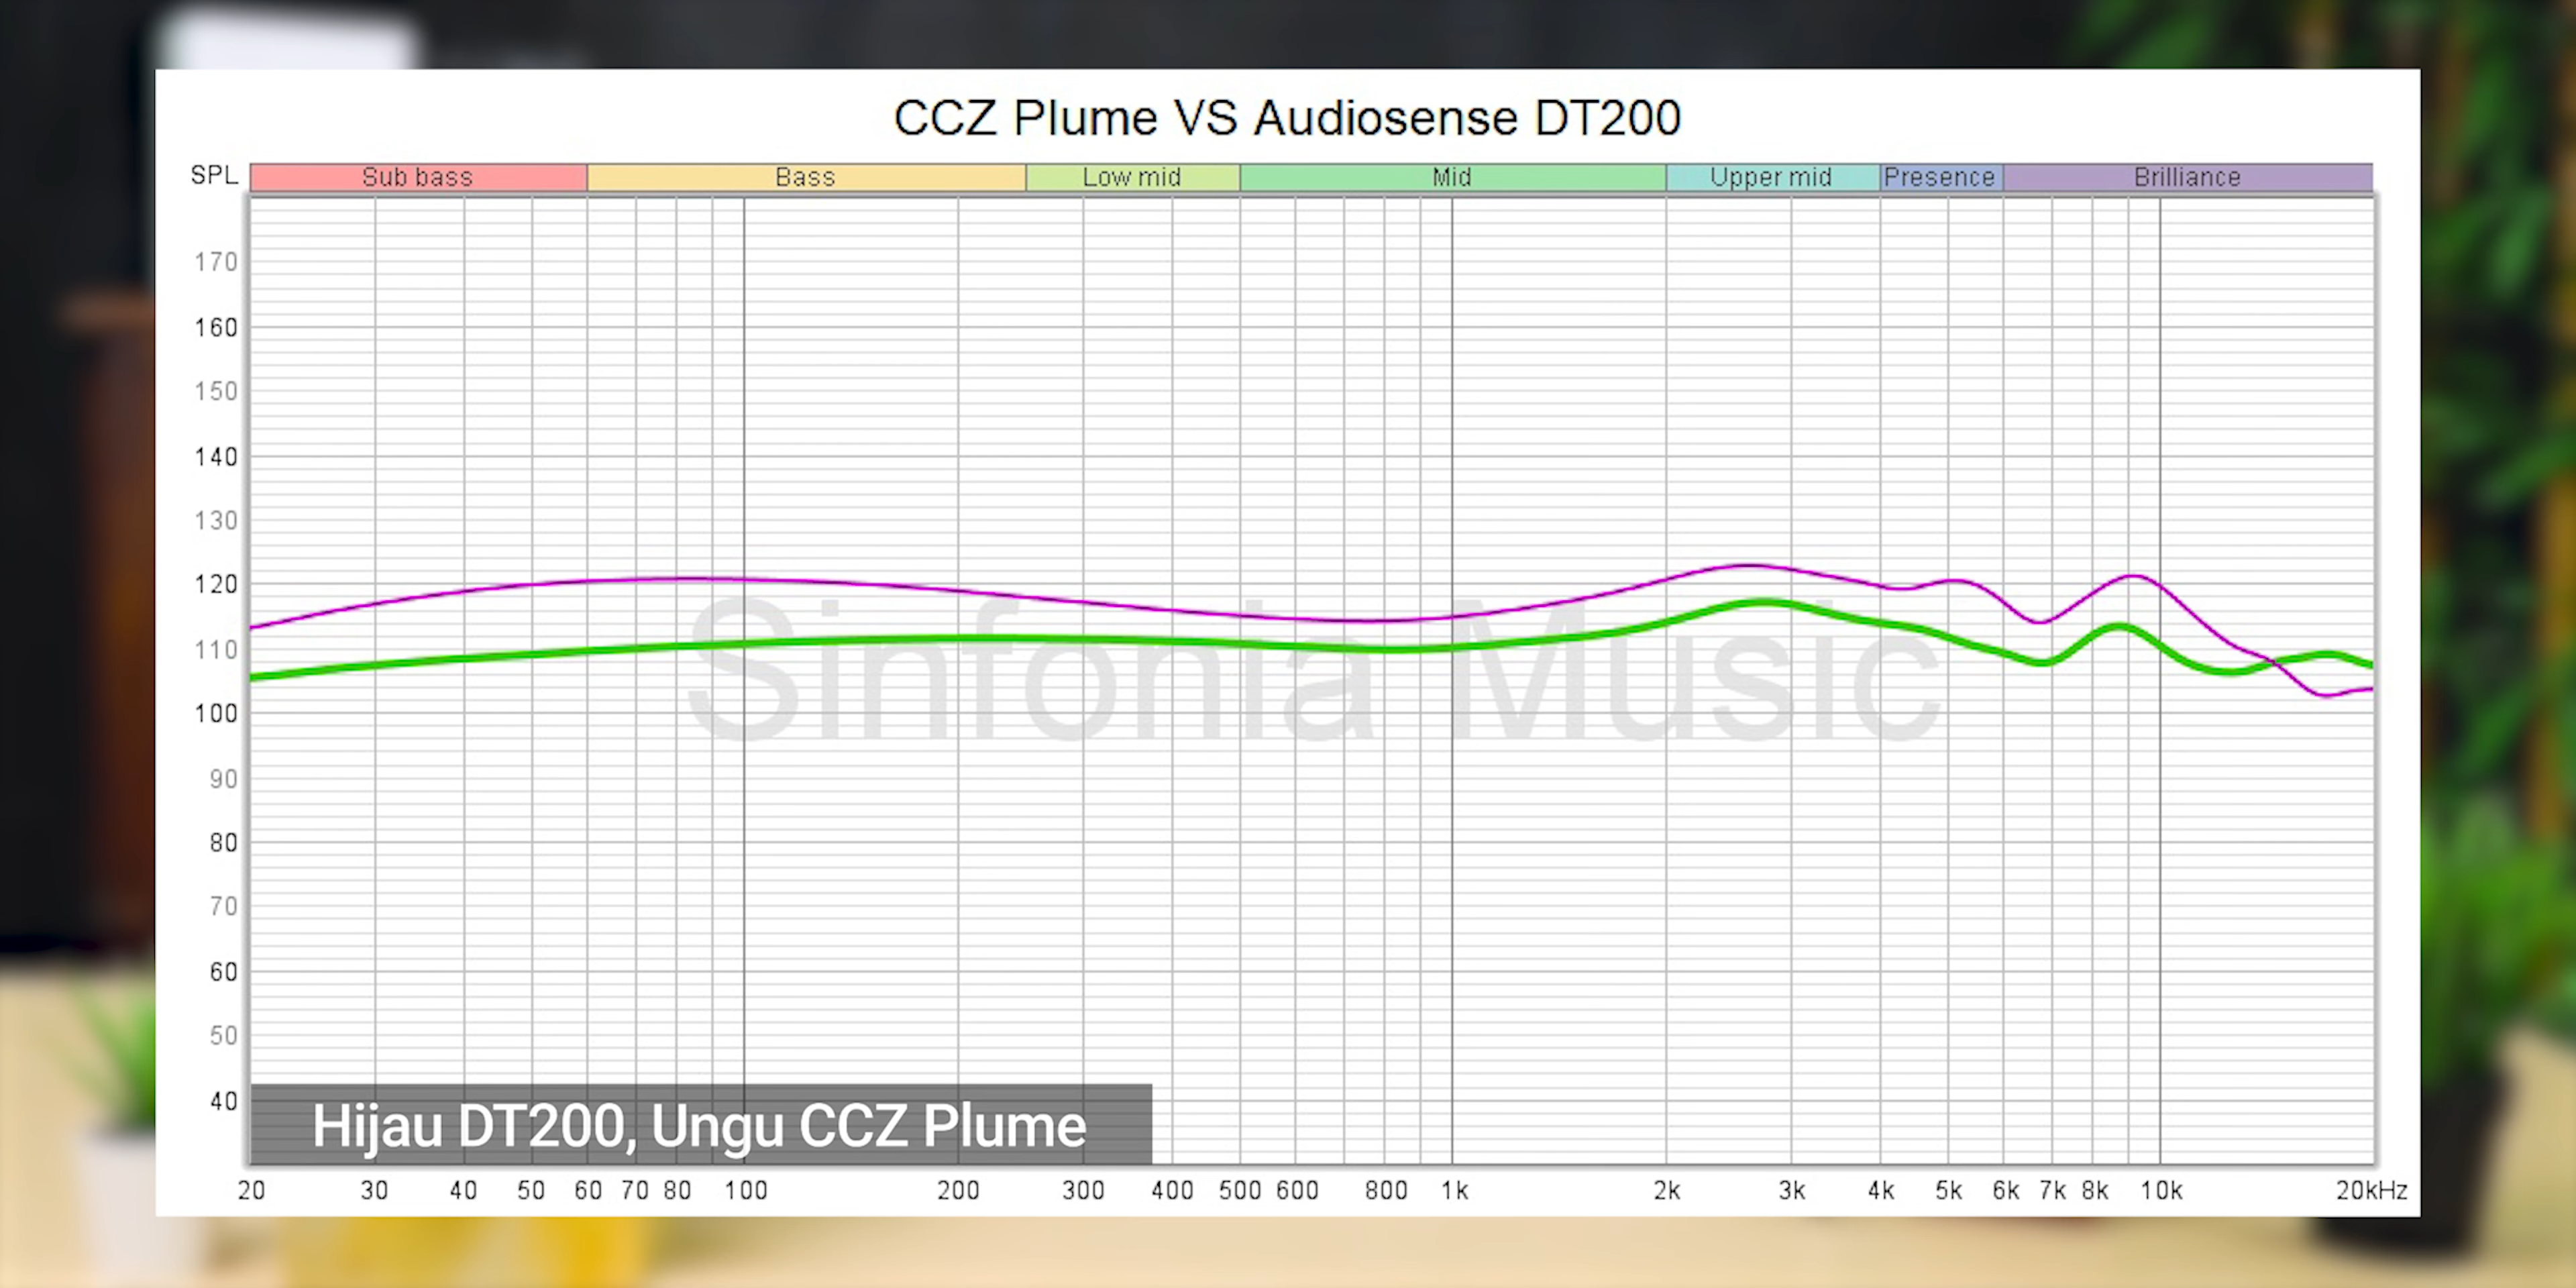 CCZ Plume VS Audiosense DT200
SPL Sub bass Bass Low mid Mid Upper mid Presence Brilliance
170
160
150
140
130
120
110
100
90
80
70
60
50
40
Sinfonia Music
Hijau DT200, Ungu CCZ Plume
20 30 40 50 60 70 80 100 200 300 400 500 600 800 1k 2k 3k 4k 5k 6k 7k 8k 10k 20kHz